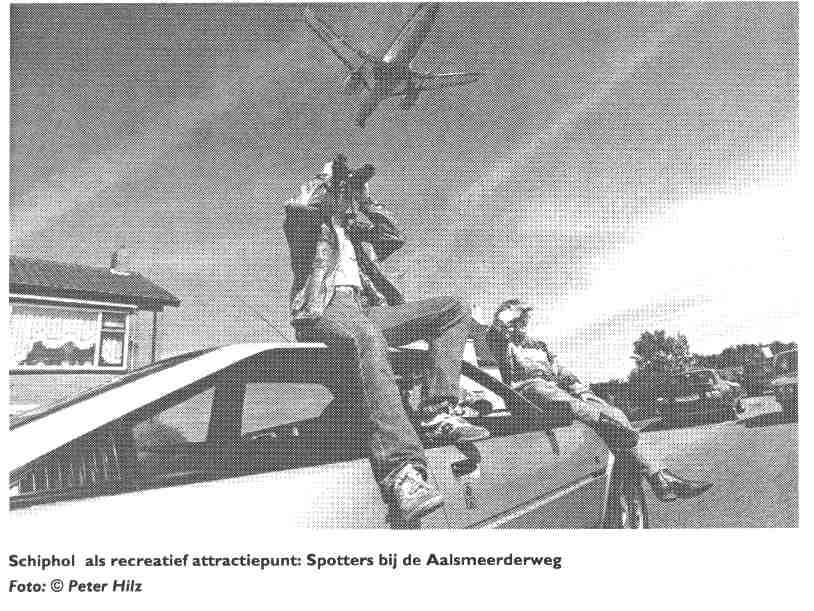 Schiphol als recreatief attractiepunt: Spotters bij de Aalsmeerderweg
Foto: © Peter Hilz